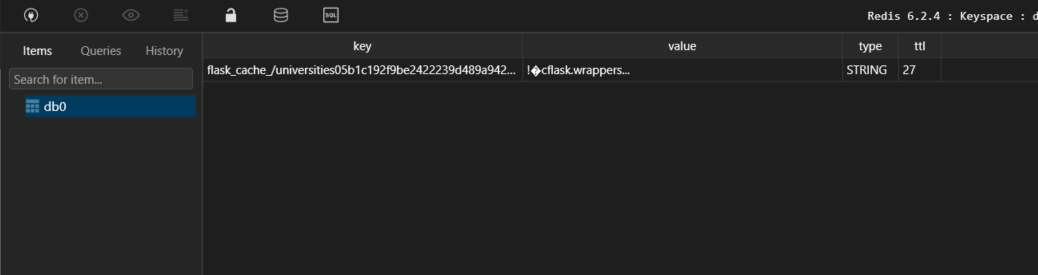 SQL
Redis 6.2.4 : Keyspace : d
Items Queries History
key value type ttl
Search for item...
flask_cache_/universities05b1c192f9be2422239d489a942... !�cflask.wrappers... STRING 27
db0